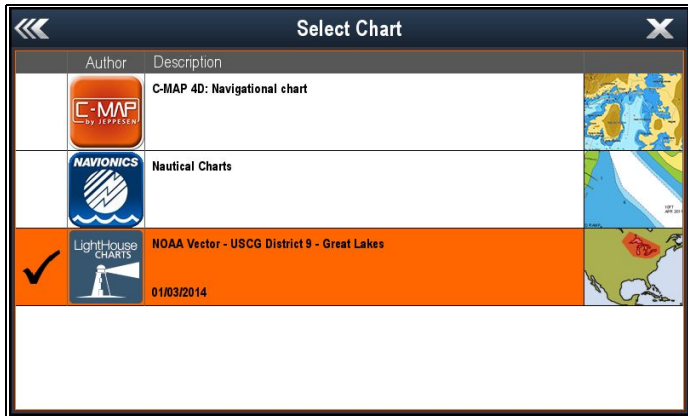 Select Chart
Author Description
C-MAP
by JEPPESEN
C-MAP 4D: Navigational chart
NAVIONICS
Nautical Charts
LightHouse
CHARTS
NOAA Vector - USCG District 9 - Great Lakes
01/03/2014